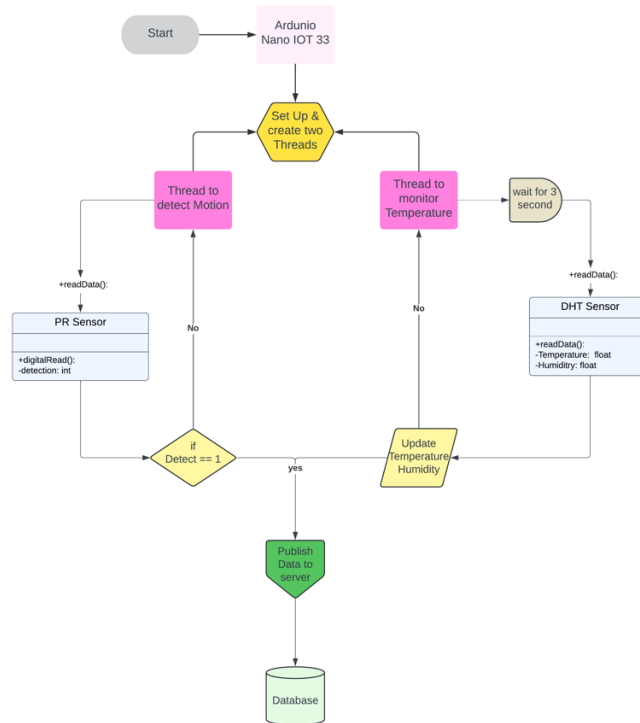 Start
Ardunio
Nano IOT 33
Set Up &
create two
Threads
Thread to
detect Motion
Thread to
monitor
Temperature
wait for 3
second
+readData():
+readData():
PR Sensor
+digitalRead():
-detection: int
DHT Sensor
+readData():
-Temperature: float
-Humiditry: float
No
No
if
Detect == 1
yes
Update
Temperature
Humidity
Publish
Data to
server
Database